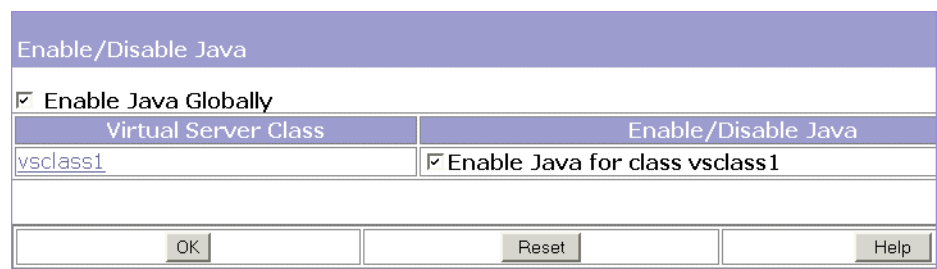 Enable/Disable Java
Enable Java Globally
Virtual Server Class Enable/Disable Java
vsclass1 Enable Java for class vsclass1
OK Reset Help